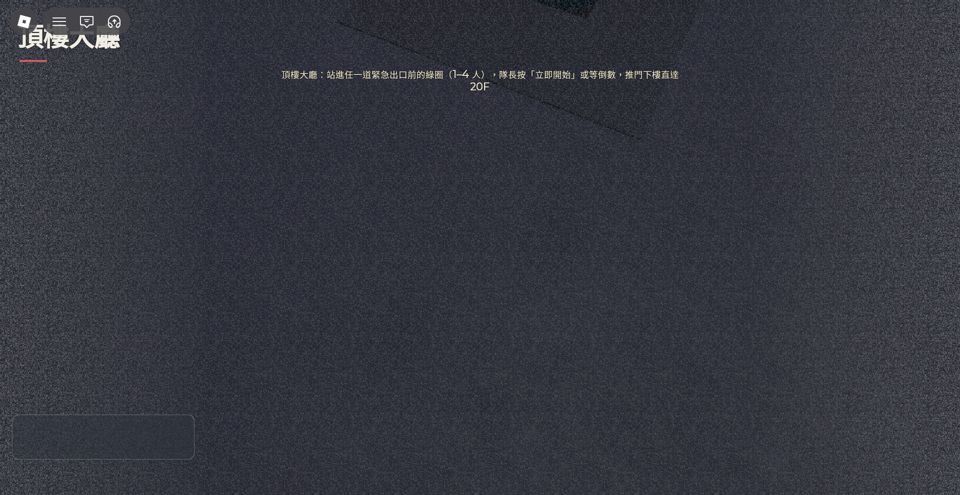 頂樓大廳
頂樓大廳：站進任一道緊急出口前的綠圈（1–4 人），隊長按「立即開始」或等倒數，推門下樓直達
20F